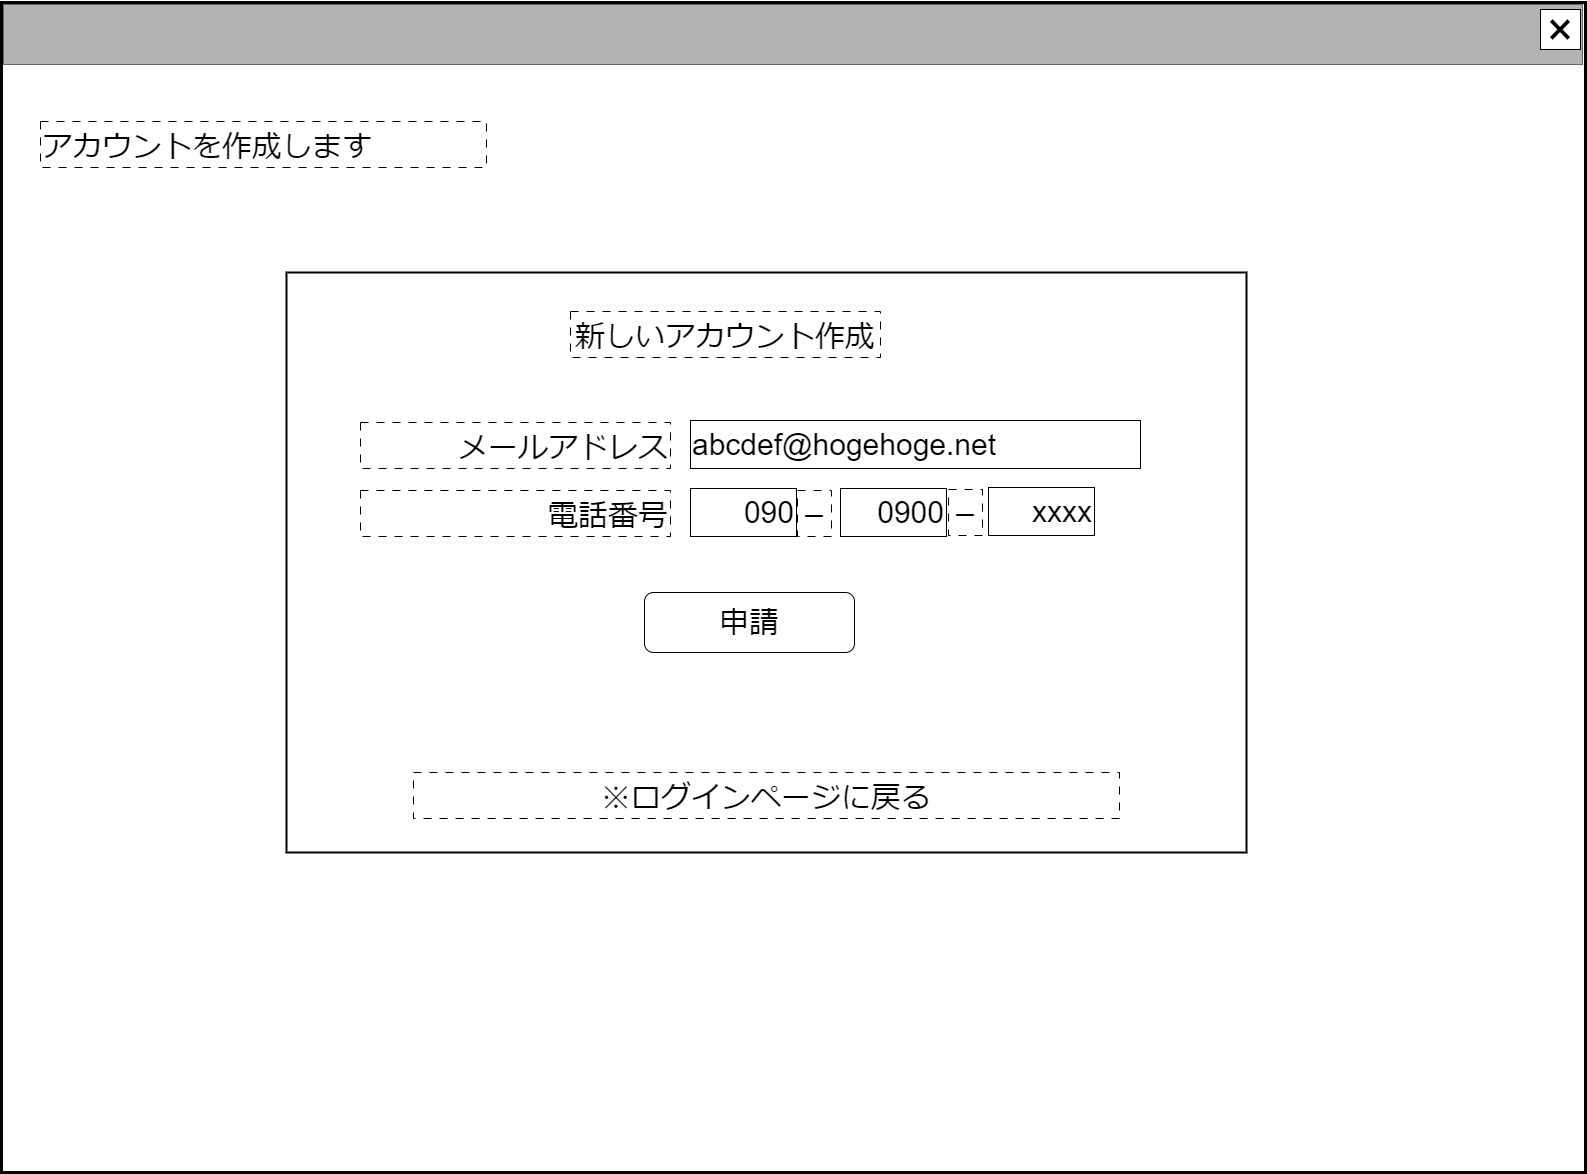 アカウントを作成します
新しいアカウント作成
メールアドレス abcdef@hogehoge.net
電話番号 090 – 0900 – xxxx
申請
※ログインページに戻る